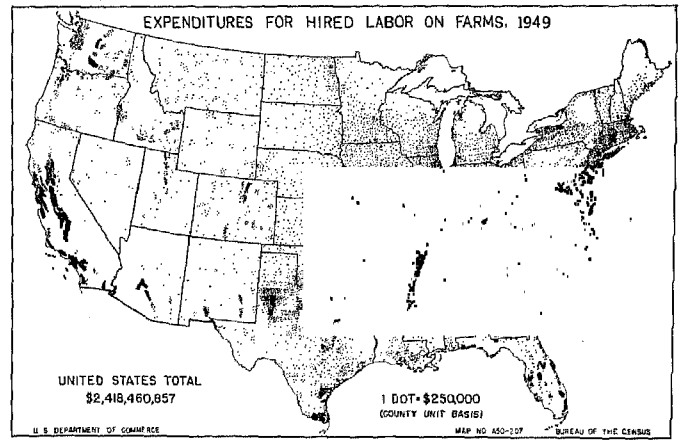 EXPENDITURES FOR HIRED LABOR ON FARMS, 1949
UNITED STATES TOTAL
$2,418,460,857
1 DOT=$250,000
(COUNTY UNIT BASIS)
U S DEPARTMENT OF COMMERCE
MAP NO A50-207
BUREAU OF THE CENSUS